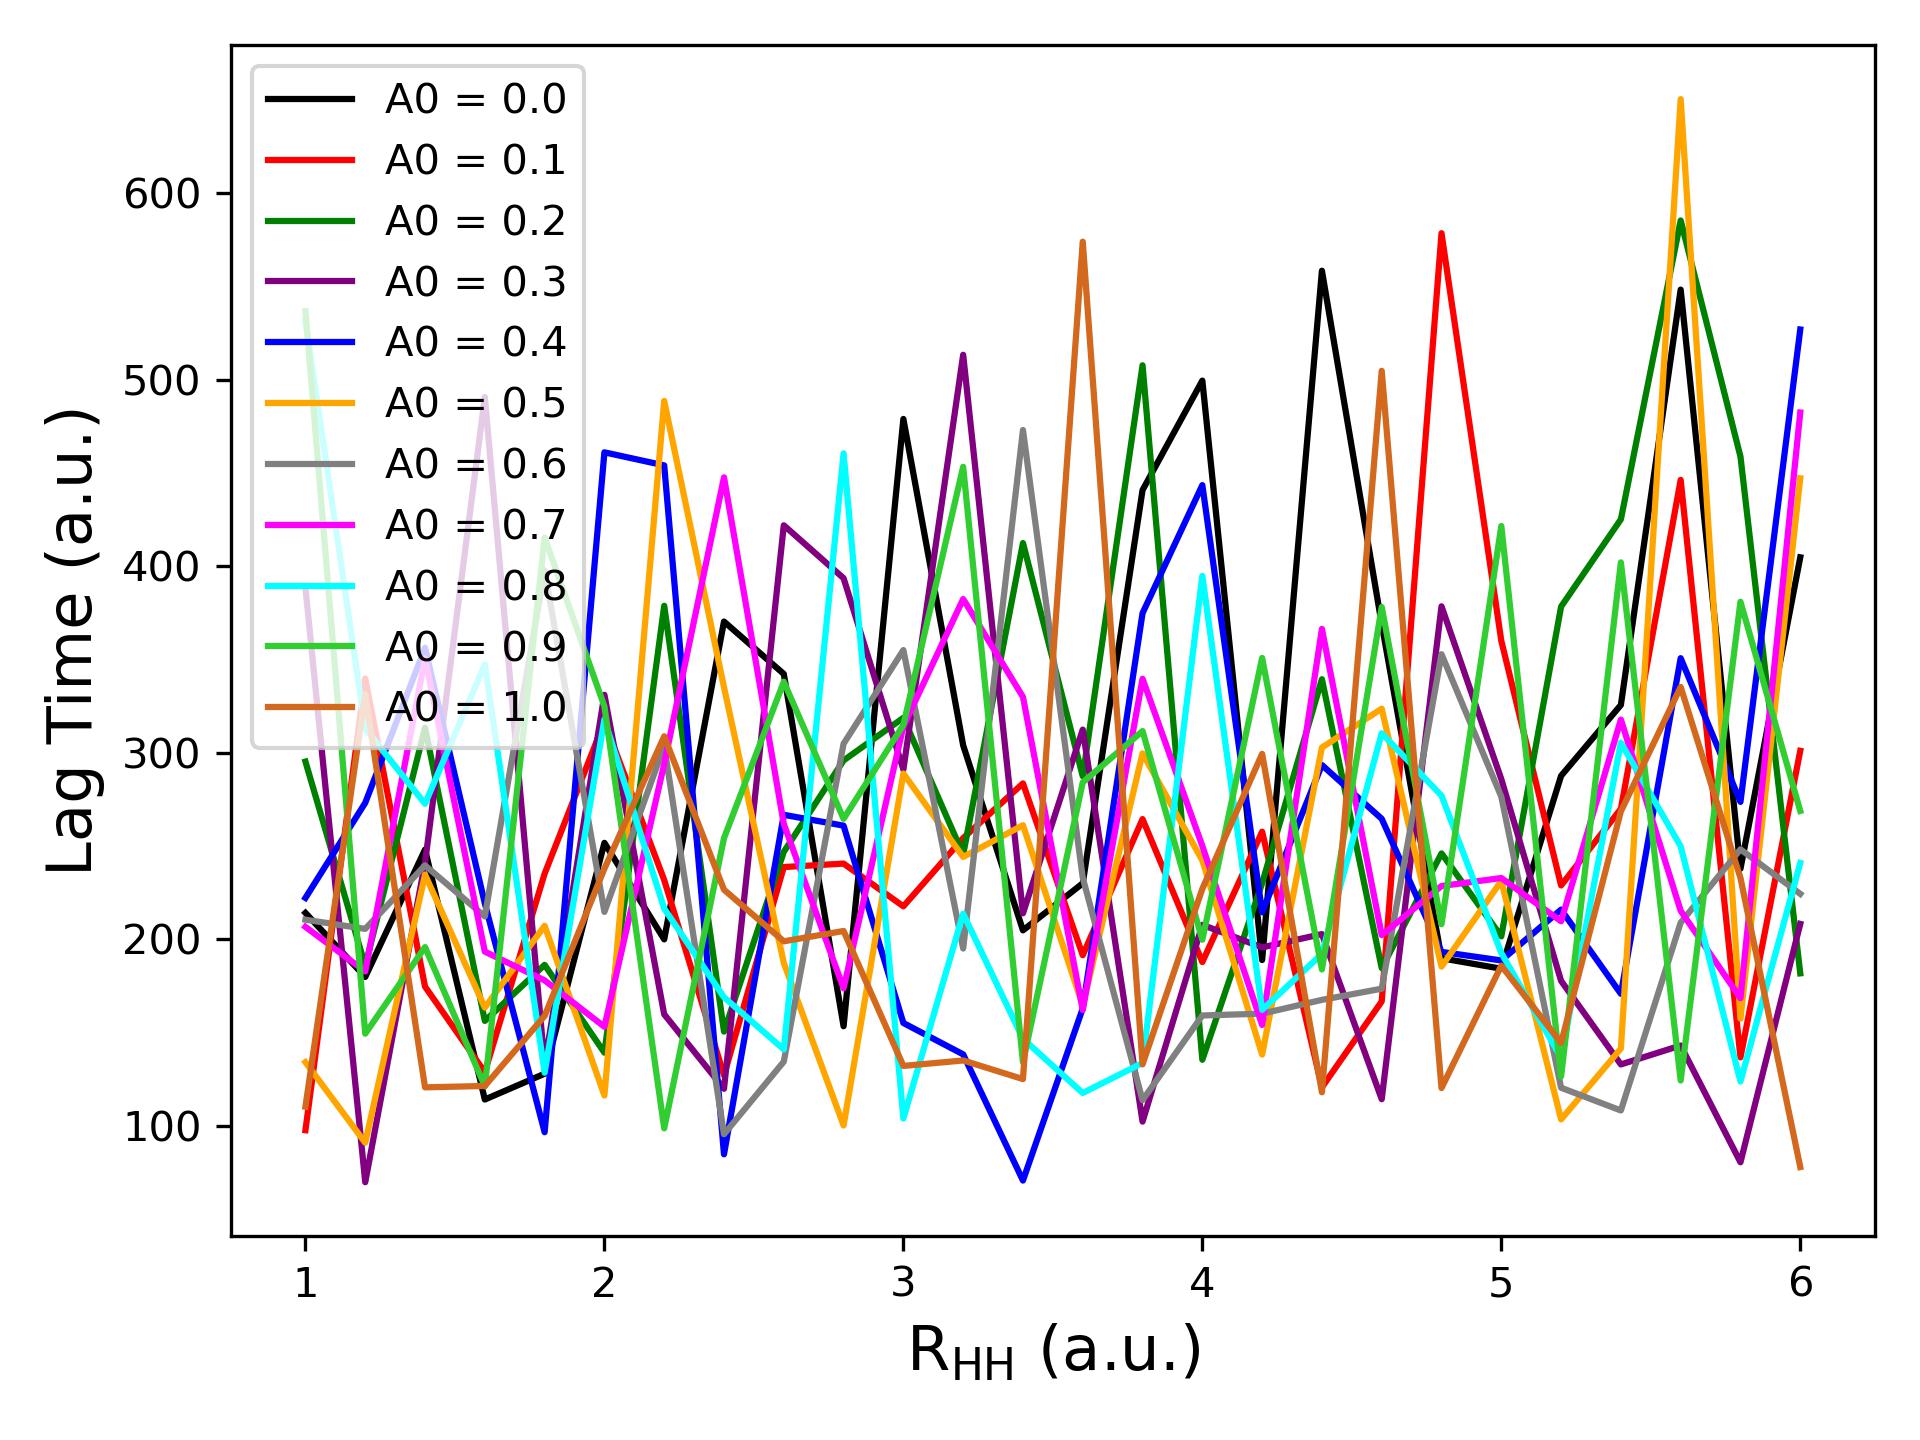 A0 = 0.0
A0 = 0.1
A0 = 0.2
A0 = 0.3
A0 = 0.4
A0 = 0.5
A0 = 0.6
A0 = 0.7
A0 = 0.8
A0 = 0.9
A0 = 1.0
Lag Time (a.u.)
600
500
400
300
200
100
1 2 3 4 5 6
R_HH (a.u.)